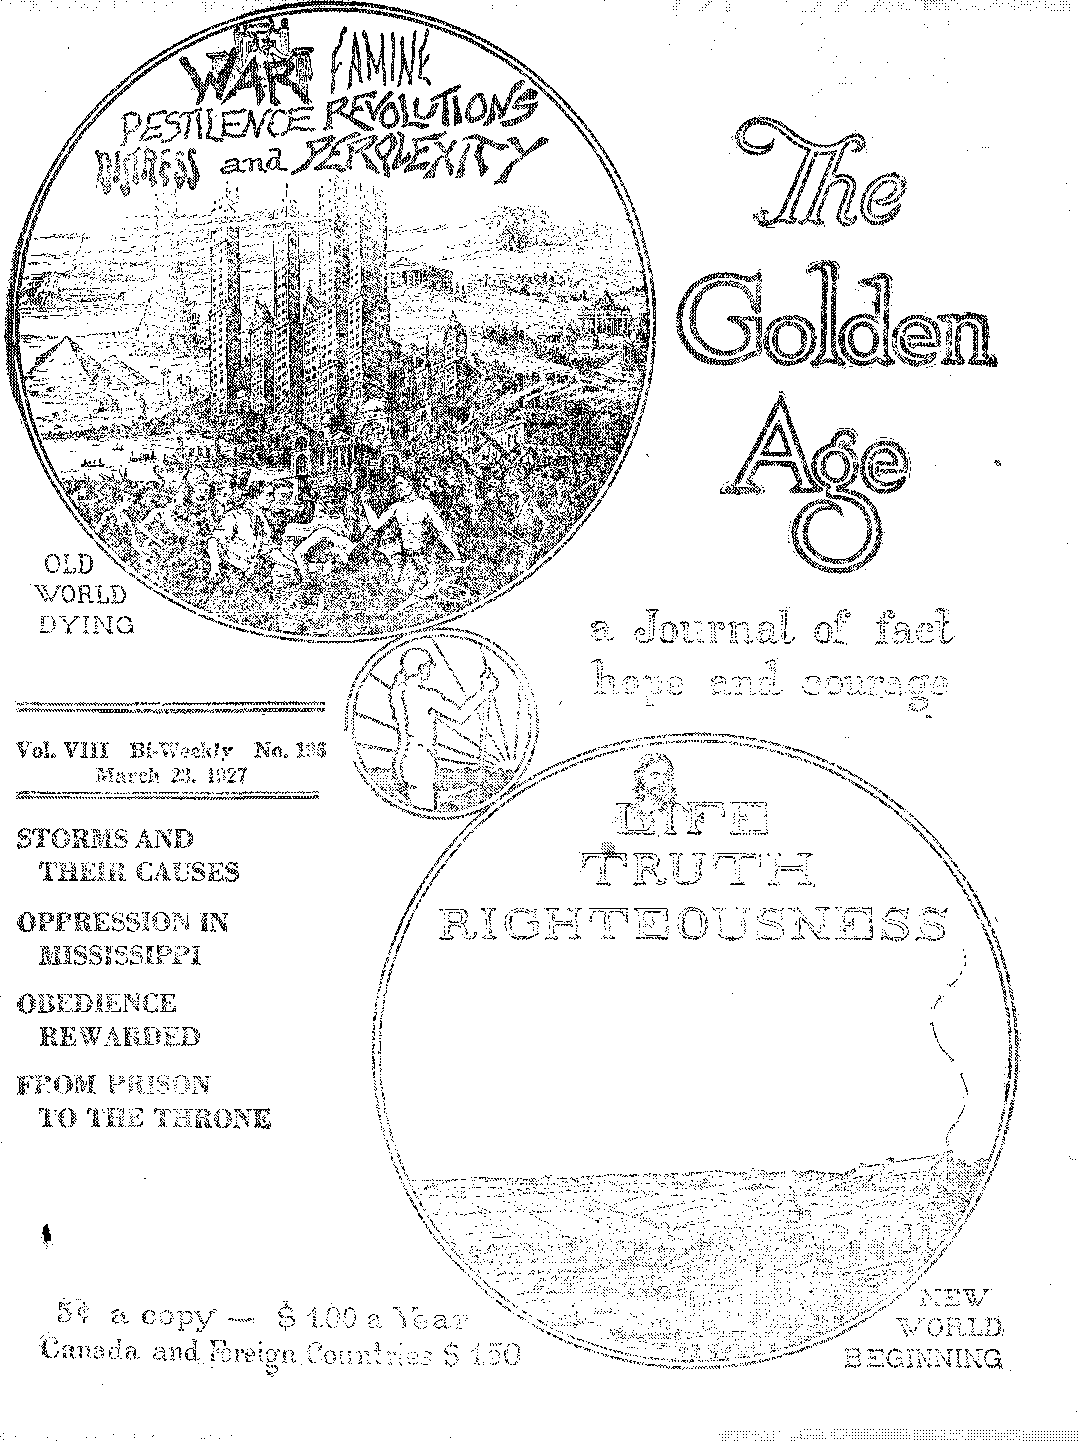 WAR FAMINE
PESTILENCE REVOLUTIONS
DISTRESS and PERPLEXITY
The
Golden
Age
OLD
WORLD
DYING
a Journal of fact
hope and courage
Vol. VIII Bi-Weekly No.
March 23, 1927
STORMS AND
THEIR CAUSES
OPPRESSION IN
MISSISSIPPI
OBEDIENCE
REWARDED
FROM PRISON
TO THE THRONE
LIFE
TRUTH
RIGHTEOUSNESS
5¢ a copy — $ 1.00 a Year
Canada and Foreign Countries $ 1.50
NEW
WORLD
BEGINNING